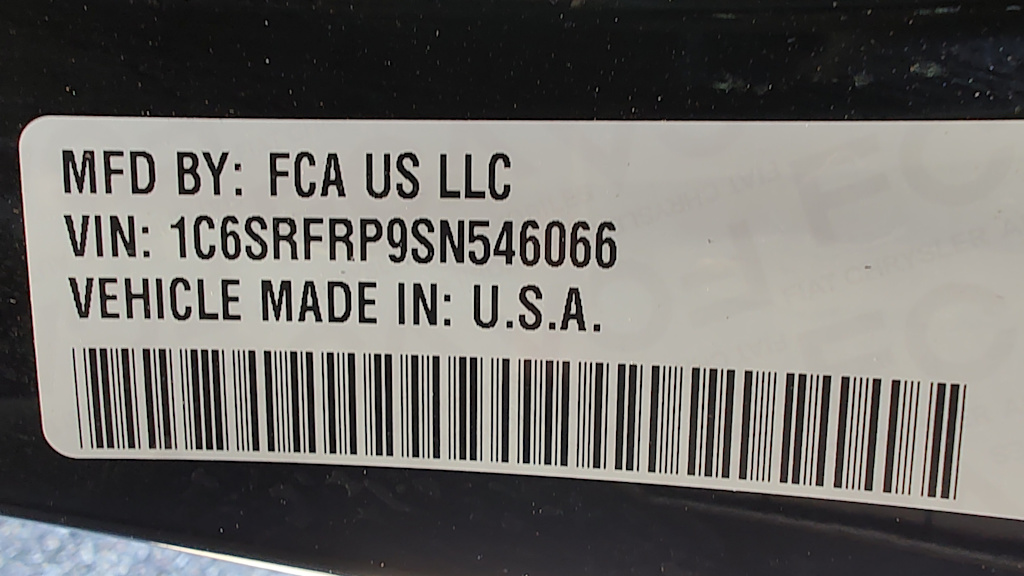 MFD BY: FCA US LLC
VIN: 1C6SRFRP9SN546066
VEHICLE MADE IN: U.S.A.